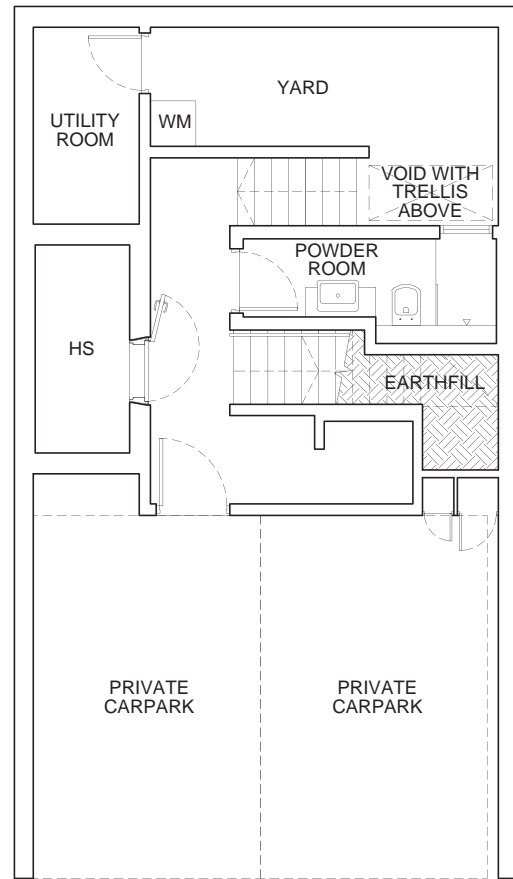 YARD
UTILITY
ROOM
WM
VOID WITH
TRELLIS
ABOVE
POWDER
ROOM
HS
EARTHFILL
PRIVATE
CARPARK
PRIVATE
CARPARK